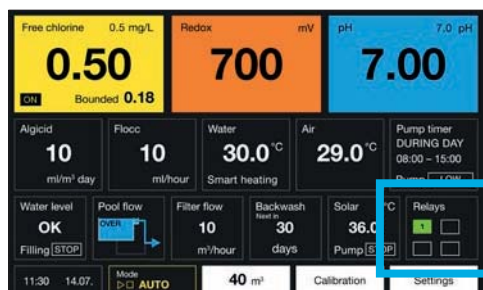 Free chlorine 0.5 mg/L
0.50
ON Bounded 0.18
Redox mV
700
pH 7.0 pH
7.00
Algicid
10
ml/m³ day
Flocc
10
ml/hour
Water
30.0 °C
Smart heating
Air
29.0 °C
Pump timer
DURING DAY
08:00 – 15:00
Pump LOW
Water level
OK
Filling STOP
Pool flow
OVER
Filter flow
10
m³/hour
Backwash
Next in
30
days
Solar °C
36.0
Pump STOP
Relays
1
11:30 14.07.
Mode
AUTO
40 m³
Calibration
Settings